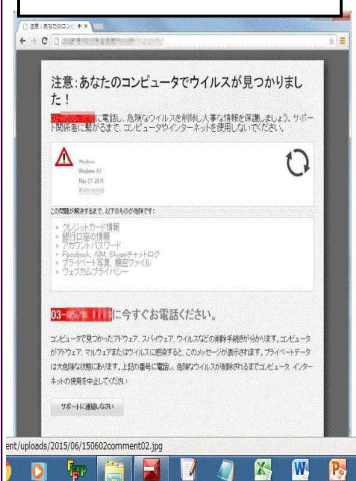 注意:あなたのコンピュータでウイルスが見つかりまし
た!
に電話し、危険なウイルスを削除し人事な情報を保護しましょう。サポー
ト関係者に繋がるまで、コンピュータやインターネットを使用しないでください。
Windows
Windows 8.1
May 27, 2015
この問題が解決するまで、以下のものが危険です:
クレジットカード情報
銀行口座の情報
アカウントパスワード
Facebook、AIM、Skypeチャットログ
プライベート写真、機密ファイル
ウェブカムプライバシー
03- に今すぐお電話ください。
コンピュータで見つかったアドウェア、スパイウェア、ウイルスなどの削除手続きが分かります。コンピュータ
がアドウェア、マルウェアまたはウイルスに感染すると、このメッセージが表示されます。プライベートデータ
は大危険な状態にあります。上記の番号に電話し、危険なウイルスが削除されるまでコンピュータ、インター
ネットの使用を中止してください
サポートに連絡しなさい
ent/uploads/2015/06/150602comment02.jpg